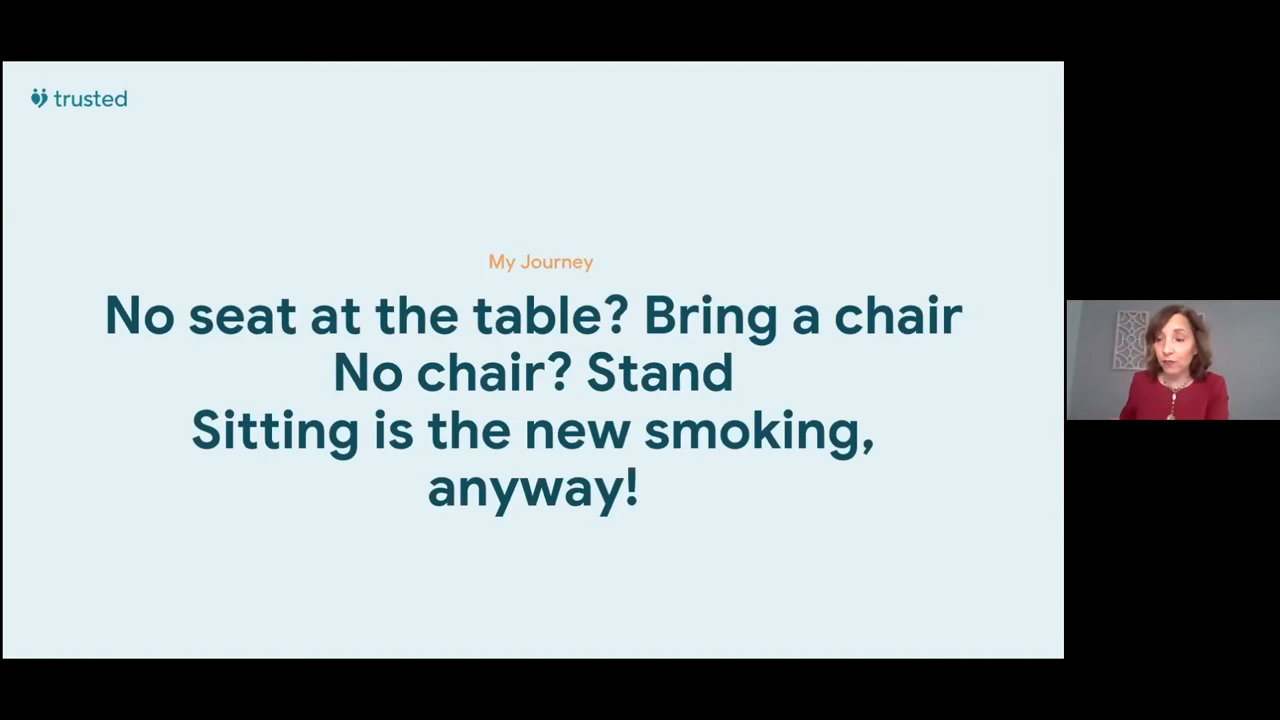 trusted
My Journey
No seat at the table? Bring a chair
No chair? Stand
Sitting is the new smoking,
anyway!